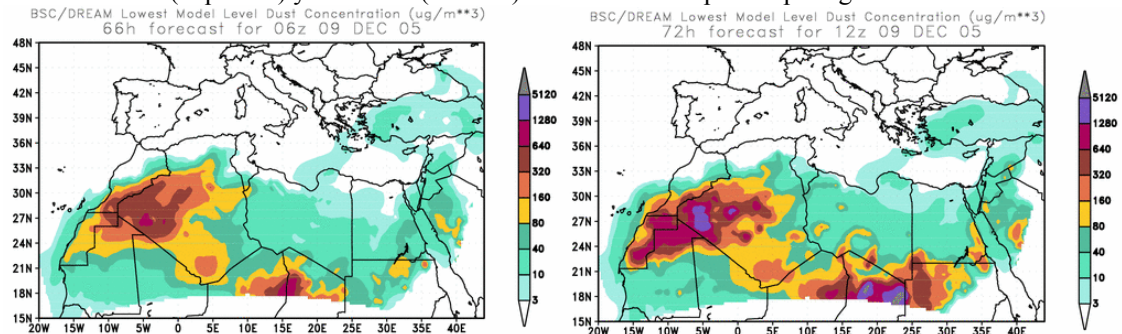 BSC/DREAM Lowest Model Level Dust Concentration (ug/m**3)
66h forecast for 06z 09 DEC 05
48N
45N
42N
39N
36N
33N
30N
27N
24N
21N
18N
15N
20W 15W 10W 5W 0 5E 10E 15E 20E 25E 30E 35E 40E
5120
1280
640
320
160
80
40
10
3
BSC/DREAM Lowest Model Level Dust Concentration (ug/m**3)
72h forecast for 12z 09 DEC 05
48N
45N
42N
39N
36N
33N
30N
27N
24N
21N
18N
15N
20W 15W 10W 5W 0 5E 10E 15E 20E 25E 30E 35E 40E
5120
1280
640
320
160
80
40
10
3